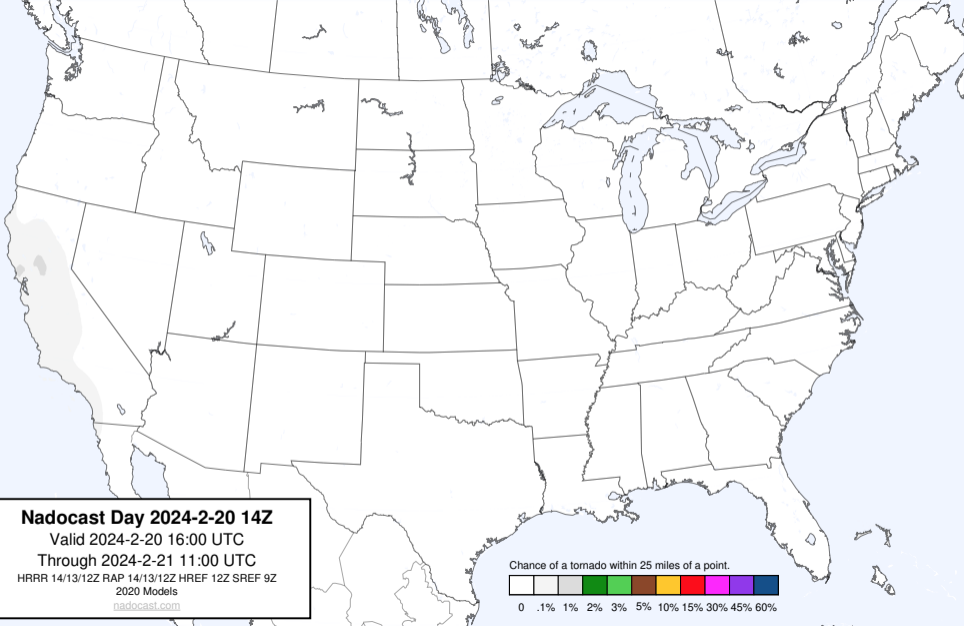 Nadocast Day 2024-2-20 14Z
Valid 2024-2-20 16:00 UTC
Through 2024-2-21 11:00 UTC
HRRR 14/13/12Z RAP 14/13/12Z HREF 12Z SREF 9Z
2020 Models
nadocast.com
Chance of a tornado within 25 miles of a point.
0 .1% 1% 2% 3% 5% 10% 15% 30% 45% 60%